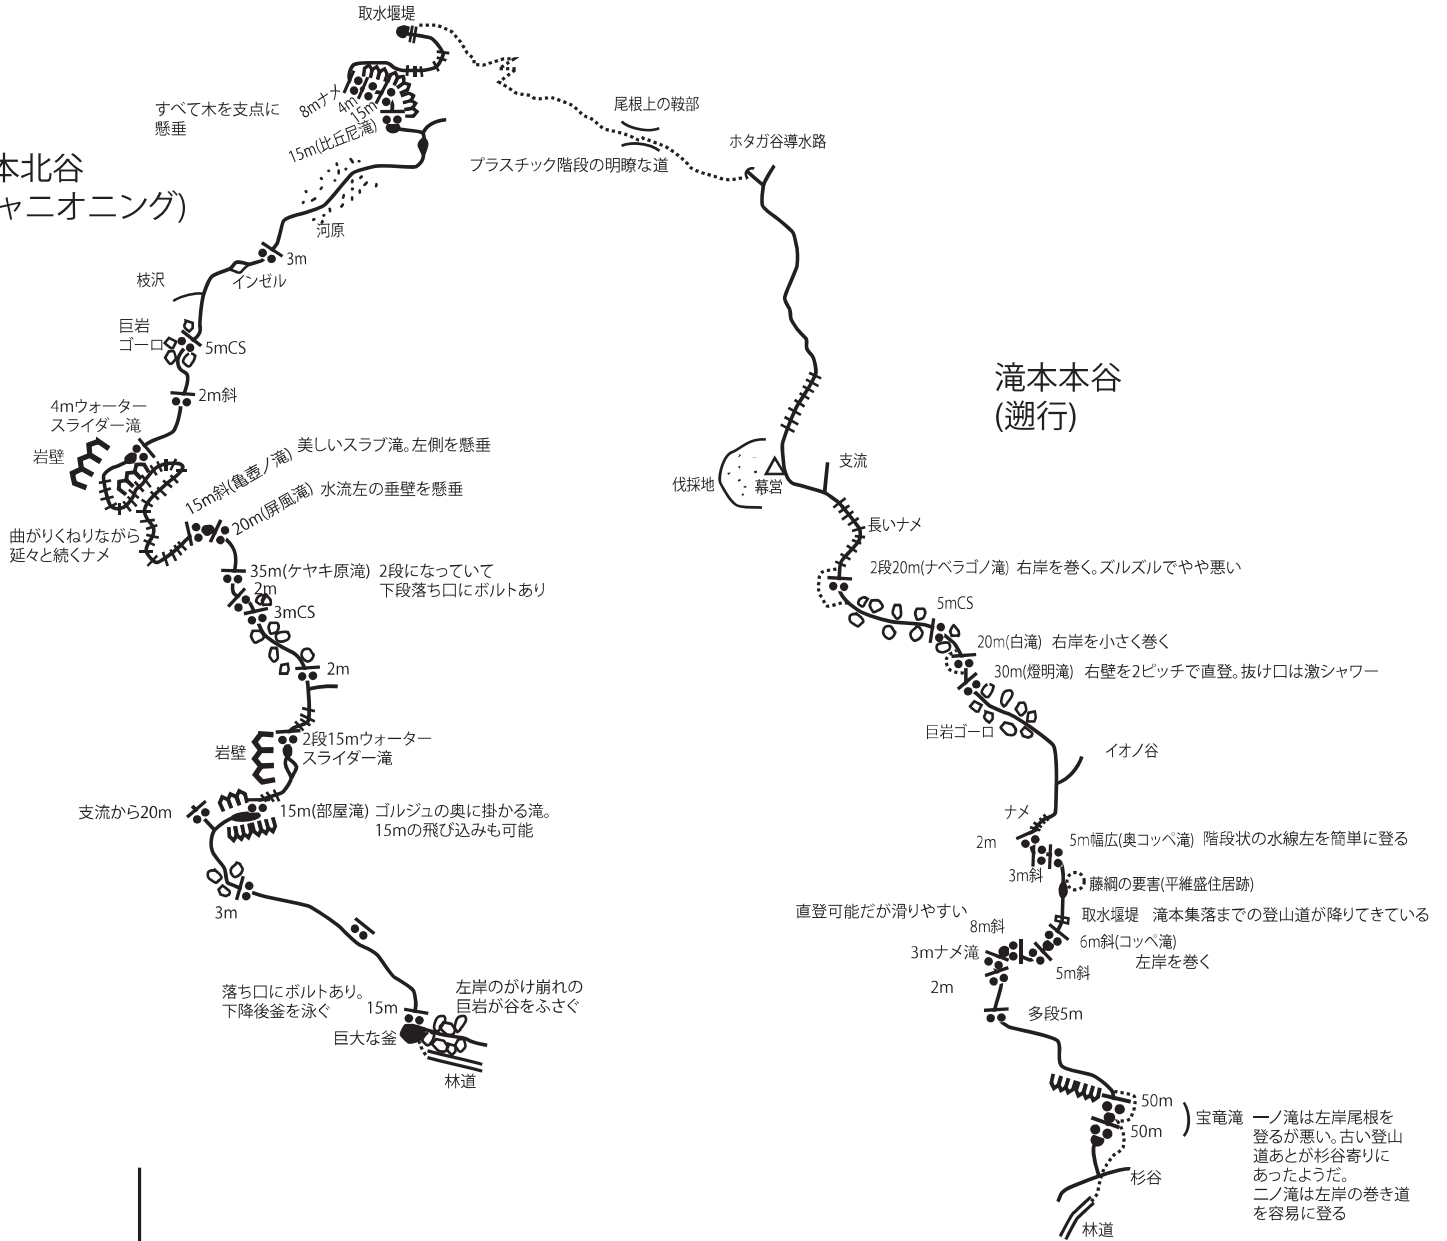 取水堰堤
8mナメ
4m
15m
すべて木を支点に
懸垂
15m(比丘尼滝)
尾根上の鞍部
ホタガ谷導水路
プラスチック階段の明瞭な道
本北谷
ャニオニング)
河原
3m
インゼル
枝沢
巨岩
ゴーロ
5mCS
2m斜
4mウォーター
スライダー滝
岩壁
美しいスラブ滝。左側を懸垂
15m斜(亀壺ノ滝)
20m(屏風滝)
水流左の垂壁を懸垂
曲がりくねりながら
延々と続くナメ
35m(ケヤキ原滝) 2段になっていて
下段落ち口にボルトあり
2m
3mCS
2m
岩壁
2段15mウォーター
スライダー滝
支流から20m
15m(部屋滝) ゴルジュの奥に掛かる滝。
15mの飛び込みも可能
3m
落ち口にボルトあり。
下降後釜を泳ぐ
15m
左岸のがけ崩れの
巨岩が谷をふさぐ
巨大な釜
林道
滝本本谷
(遡行)
支流
伐採地
幕営
長いナメ
2段20m(ナベラゴノ滝) 右岸を巻く。ズルズルでやや悪い
5mCS
20m(白滝) 右岸を小さく巻く
30m(燈明滝) 右壁を2ピッチで直登。抜け口は激シャワー
巨岩ゴーロ
イオノ谷
ナメ
2m
5m幅広(奥コッペ滝) 階段状の水線左を簡単に登る
3m斜
藤綱の要害(平維盛住居跡)
直登可能だが滑りやすい
取水堰堤 滝本集落までの登山道が降りてきている
8m斜
6m斜(コッペ滝)
左岸を巻く
3mナメ滝
5m斜
2m
多段5m
50m
50m
宝竜滝
一ノ滝は左岸尾根を
登るが悪い。古い登山
道あとが杉谷寄りに
あったようだ。
二ノ滝は左岸の巻き道
を容易に登る
杉谷
林道